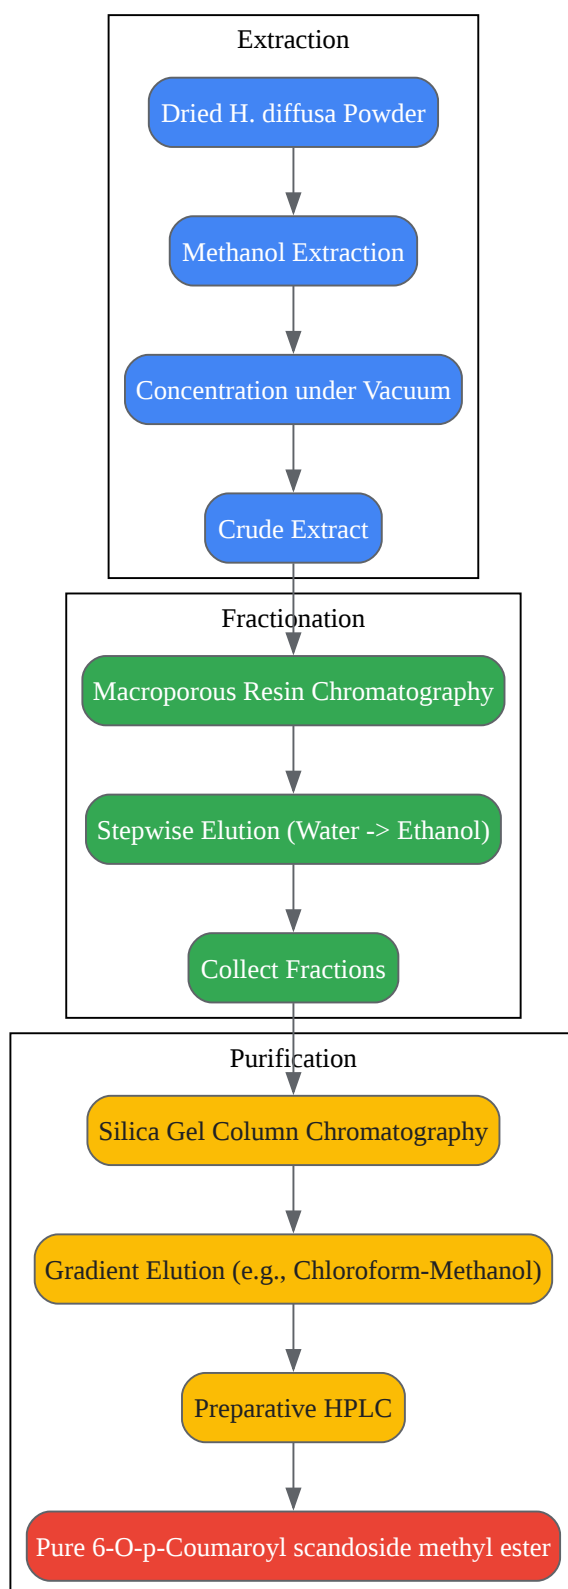 Extraction
Dried H. diffusa Powder
Methanol Extraction
Concentration under Vacuum
Crude Extract
Fractionation
Macroporous Resin Chromatography
Stepwise Elution (Water -> Ethanol)
Collect Fractions
Purification
Silica Gel Column Chromatography
Gradient Elution (e.g., Chloroform-Methanol)
Preparative HPLC
Pure 6-O-p-Coumaroyl scandoside methyl ester